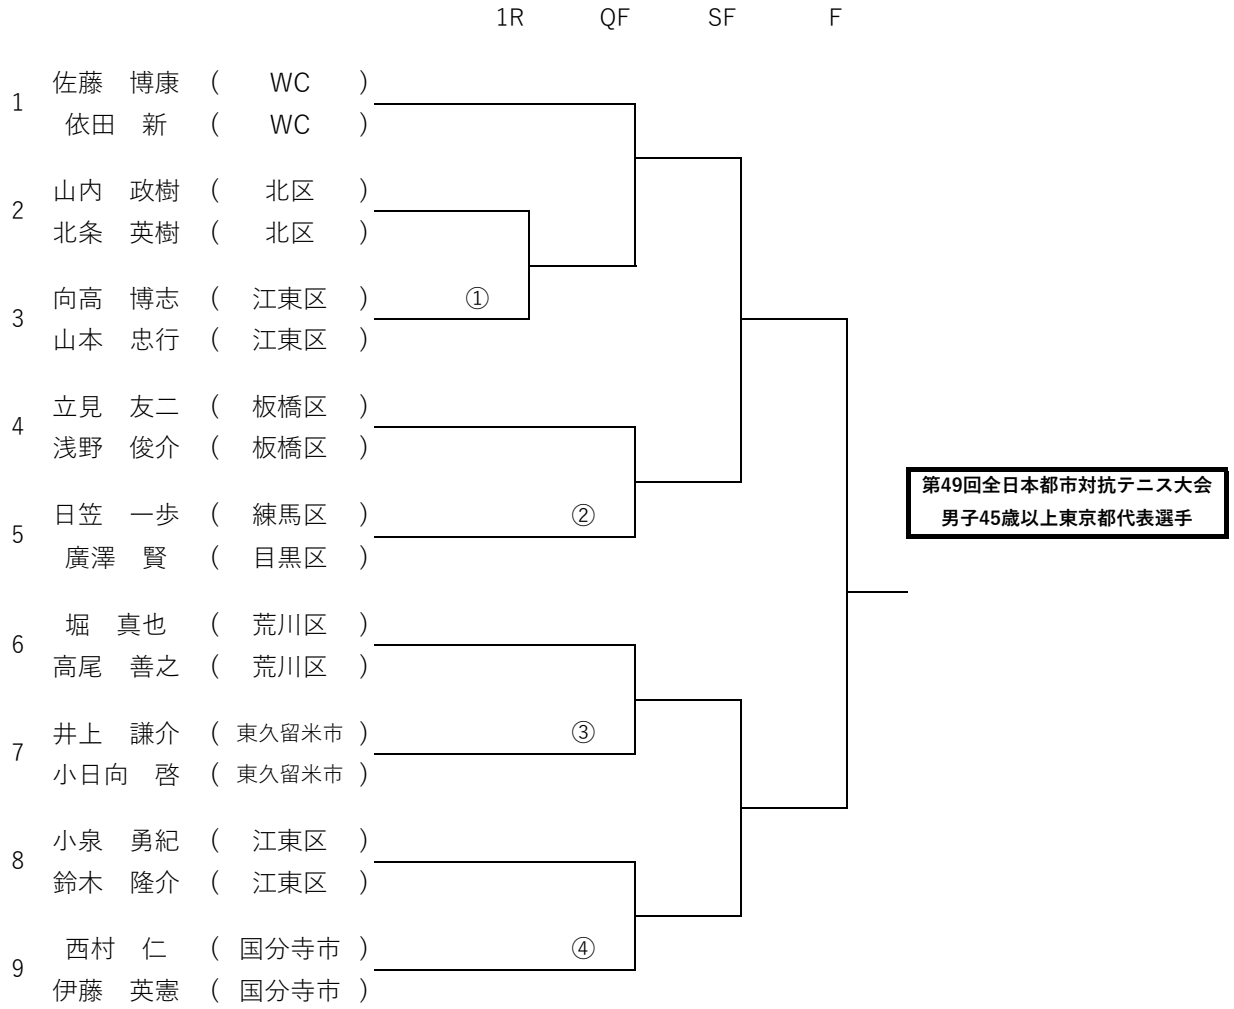 1R QF SF F
佐藤 博康 ( WC )
1
依田 新 ( WC )
山内 政樹 ( 北区 )
2
北条 英樹 ( 北区 )
向高 博志 ( 江東区 ) ①
3
山本 忠行 ( 江東区 )
立見 友二 ( 板橋区 )
4
浅野 俊介 ( 板橋区 )
第49回全日本都市対抗テニス大会
男子45歳以上東京都代表選手
日笠 一歩 ( 練馬区 ) ②
5
廣澤 賢 ( 目黒区 )
堀 真也 ( 荒川区 )
6
高尾 善之 ( 荒川区 )
井上 謙介 ( 東久留米市 ) ③
7
小日向 啓 ( 東久留米市 )
小泉 勇紀 ( 江東区 )
8
鈴木 隆介 ( 江東区 )
西村 仁 ( 国分寺市 ) ④
9
伊藤 英憲 ( 国分寺市 )